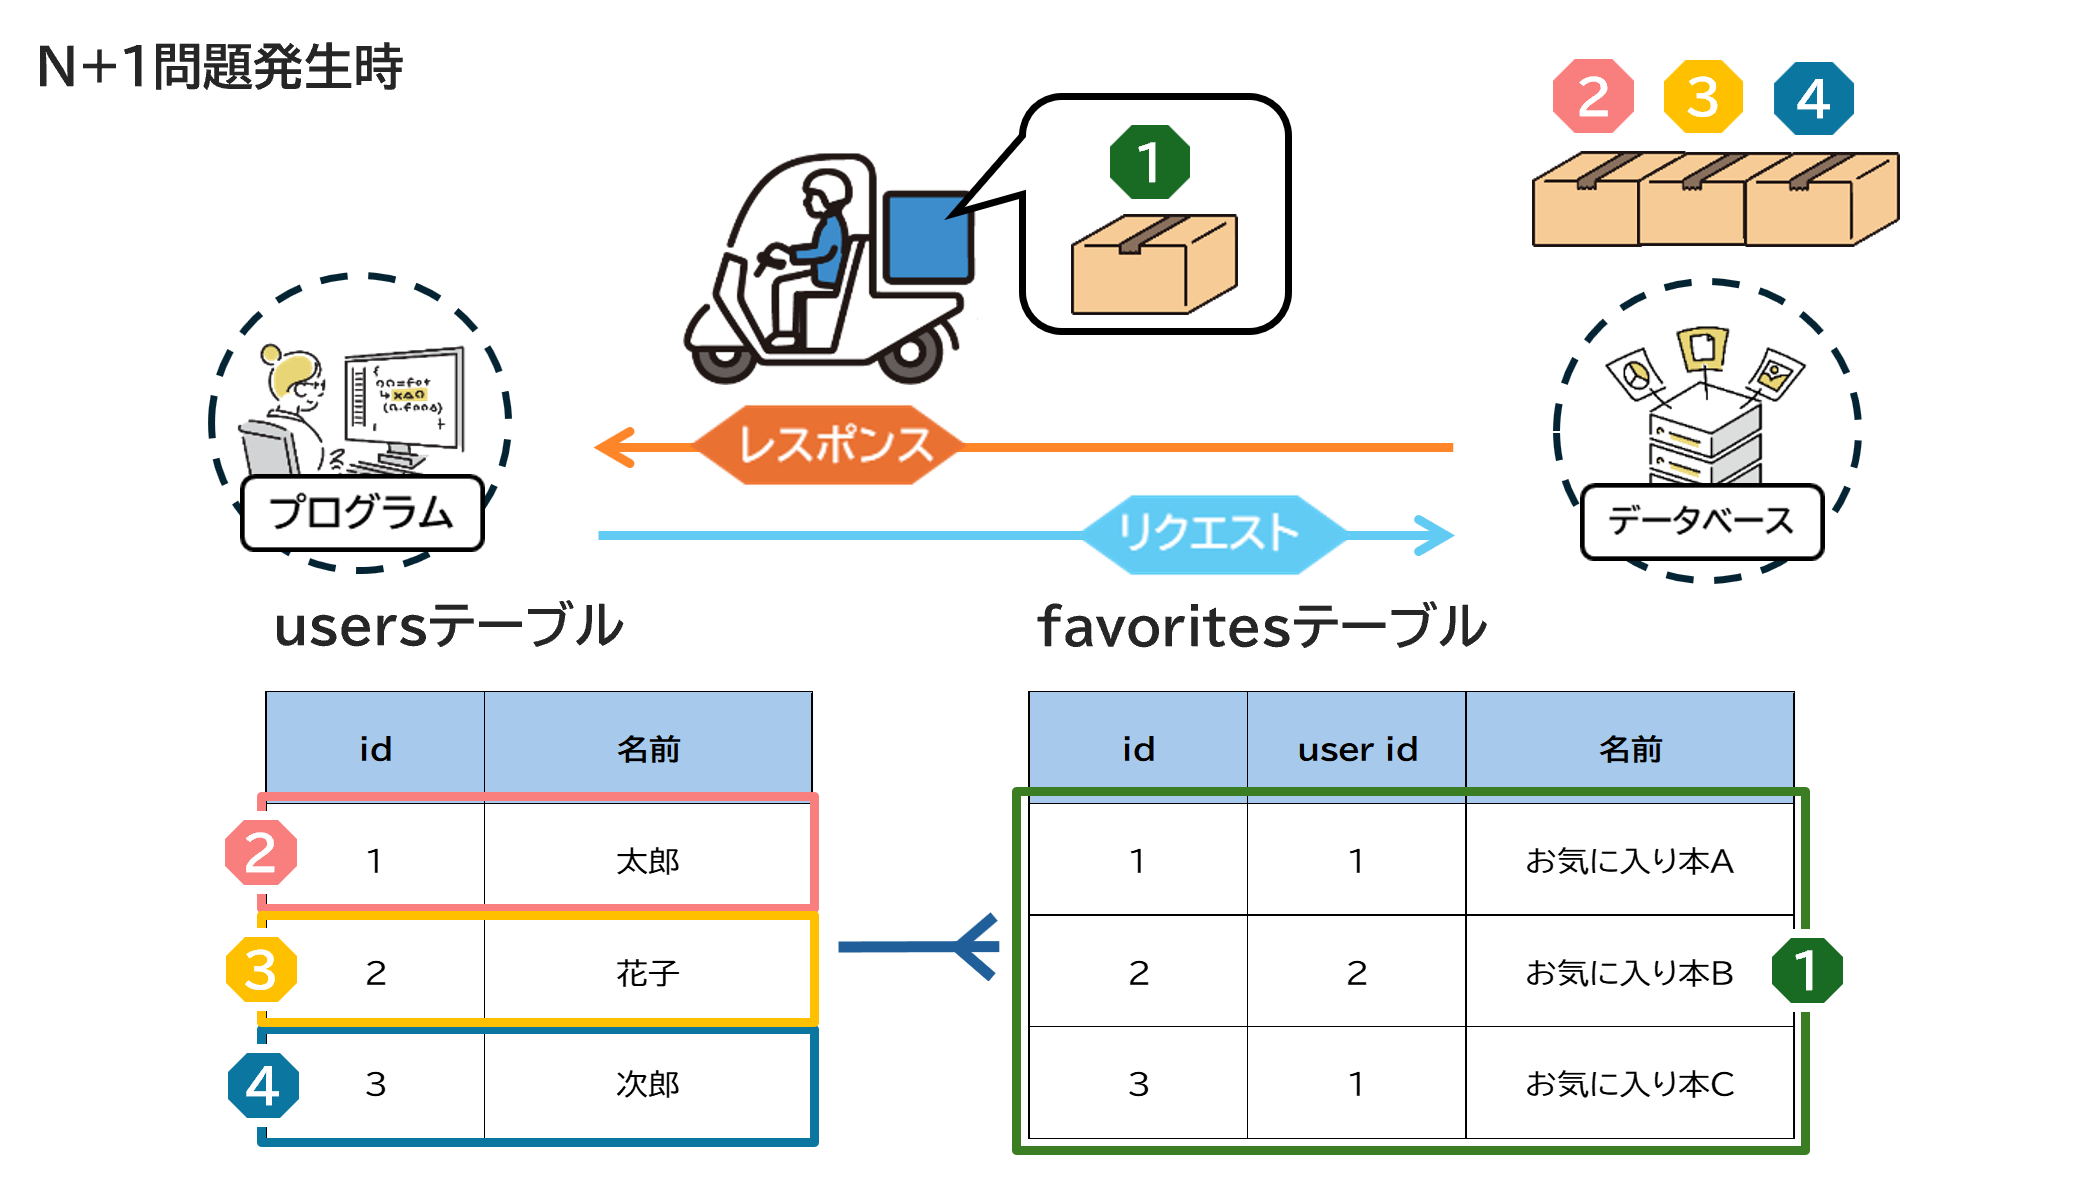 N+1問題発生時
1
2 3 4
レスポンス
リクエスト
プログラム
データベース
usersテーブル
id 名前
2 1 太郎
3 2 花子
4 3 次郎
favoritesテーブル
id user id 名前
1 1 お気に入り本A
2 2 お気に入り本B 1
3 1 お気に入り本C